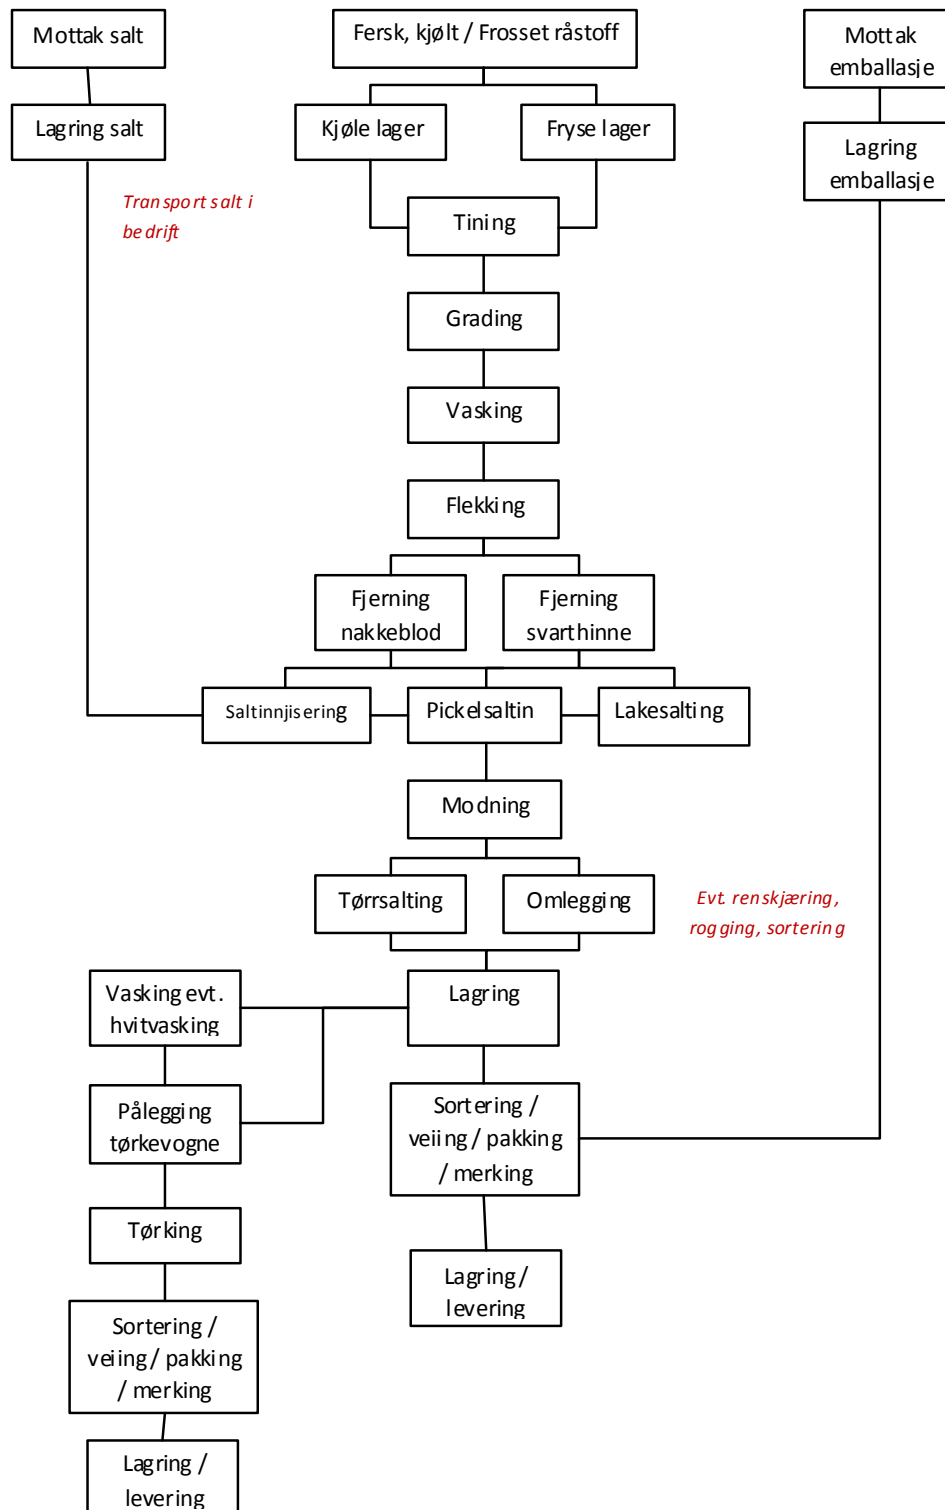 Mottak salt
Fersk, kjølt / Frosset råstoff
Mottak
emballasje
Lagring salt
Kjøle lager
Fryse lager
Lagring
emballasje
Transport salt i
bedrift
Tining
Grading
Vasking
Flekking
Fjerning
nakkeblod
Fjerning
svarthinne
Saltinnjisering
Pickelsaltin
Lakesalting
Modning
Tørrsalting
Omlegging
Evt. renskjæring,
rogging, sortering
Vasking evt.
hvitvasking
Lagring
Pålegging
tørkevogne
Sortering /
veiing / pakking
/ merking
Tørking
Lagring /
levering
Sortering /
veiing / pakking
/ merking
Lagring /
levering